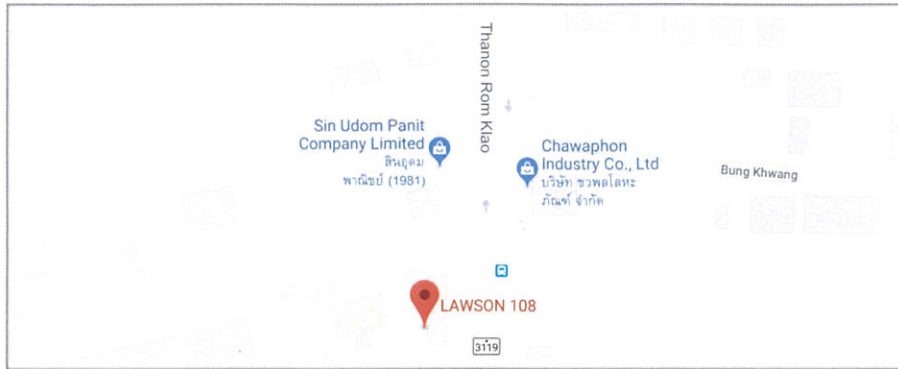 Thanon Rom Klao
Sin Udom Panit
Company Limited
สินอุดม
พาณิชย์ (1981)
Chawaphon
Industry Co., Ltd
บริษัท ชวพลโลหะ
ภัณฑ์ จำกัด
Bung Khwang
LAWSON 108
3119